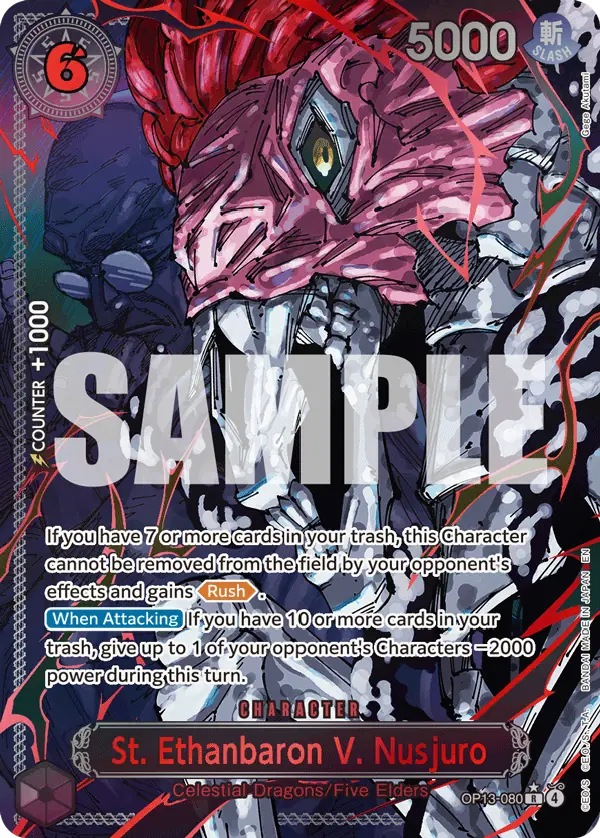 6
5000
斬
SLASH
Gege Akutami
COUNTER +1000
SAMPLE
If you have 7 or more cards in your trash, this Character
cannot be removed from the field by your opponent's
effects and gains Rush .
When Attacking If you have 10 or more cards in your
trash, give up to 1 of your opponent's Characters −2000
power during this turn.
CHARACTER
St. Ethanbaron V. Nusjuro
Celestial Dragons/Five Elders
OP13-080 R 4
BANDAI MADE IN JAPAN EN